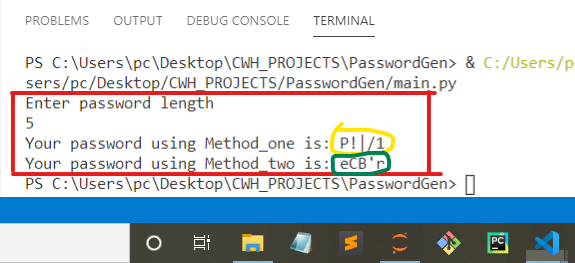 PROBLEMS OUTPUT DEBUG CONSOLE TERMINAL
PS C:\Users\pc\Desktop\CWH_PROJECTS\PasswordGen> & C:/Users/p
sers/pc/Desktop/CWH_PROJECTS/PasswordGen/main.py
Enter password length
5
Your password using Method_one is: P!|/1
Your password using Method_two is: eCB'r
PS C:\Users\pc\Desktop\CWH_PROJECTS\PasswordGen>
PC